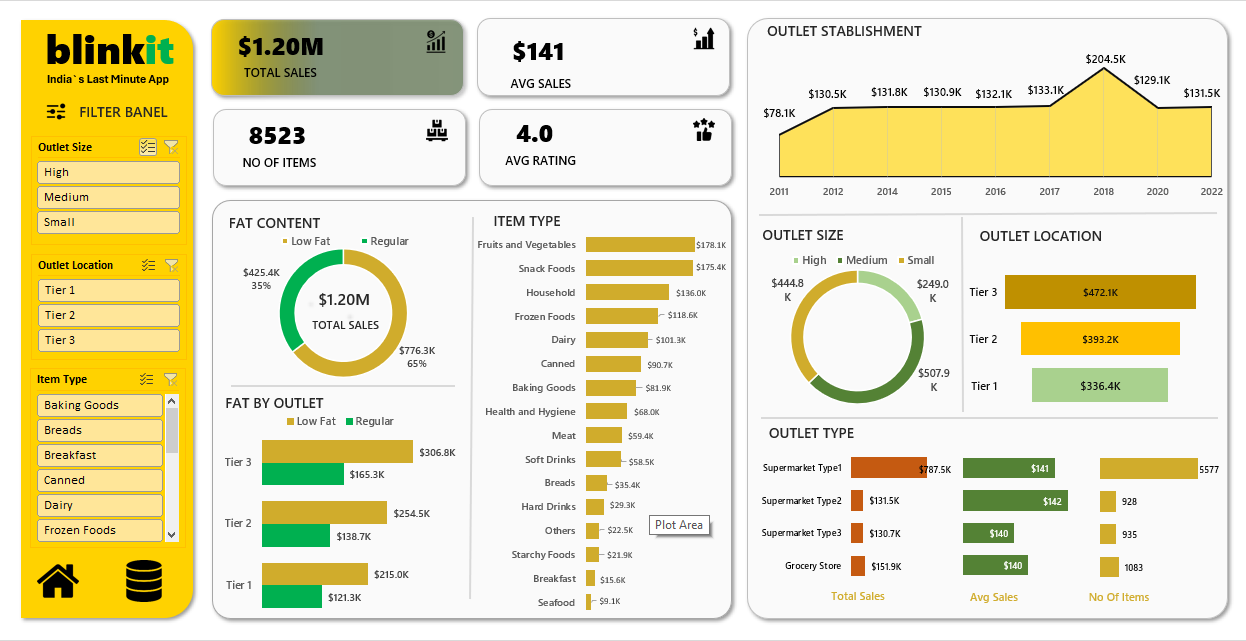 blinkit
India`s Last Minute App
FILTER BANEL
Outlet Size
High
Medium
Small
Outlet Location
Tier 1
Tier 2
Tier 3
Item Type
Baking Goods
Breads
Breakfast
Canned
Dairy
Frozen Foods
$1.20M
TOTAL SALES
$141
AVG SALES
8523
NO OF ITEMS
4.0
AVG RATING
FAT CONTENT
Low Fat Regular
$425.4K
35%
$1.20M
TOTAL SALES
$776.3K
65%
FAT BY OUTLET
Low Fat Regular
Tier 3 $306.8K
$165.3K
Tier 2 $254.5K
$138.7K
Tier 1 $215.0K
$121.3K
ITEM TYPE
Fruits and Vegetables $178.1K
Snack Foods $175.4K
Household $136.0K
Frozen Foods $118.6K
Dairy $101.3K
Canned $90.7K
Baking Goods $81.9K
Health and Hygiene $68.0K
Meat $59.4K
Soft Drinks $58.5K
Breads $35.4K
Hard Drinks $29.3K
Others $22.5K
Plot Area
Starchy Foods $21.9K
Breakfast $15.6K
Seafood $9.1K
OUTLET STABLISHMENT
$78.1K $130.5K $131.8K $130.9K $132.1K $133.1K $204.5K $129.1K $131.5K
2011 2012 2014 2015 2016 2017 2018 2020 2022
OUTLET SIZE
High Medium Small
$444.8
K
$249.0
K
$507.9
K
OUTLET LOCATION
Tier 3 $472.1K
Tier 2 $393.2K
Tier 1 $336.4K
OUTLET TYPE
Supermarket Type1 $787.5K $141 5577
Supermarket Type2 $131.5K $142 928
Supermarket Type3 $130.7K $140 935
Grocery Store $151.9K $140 1083
Total Sales Avg Sales No Of Items